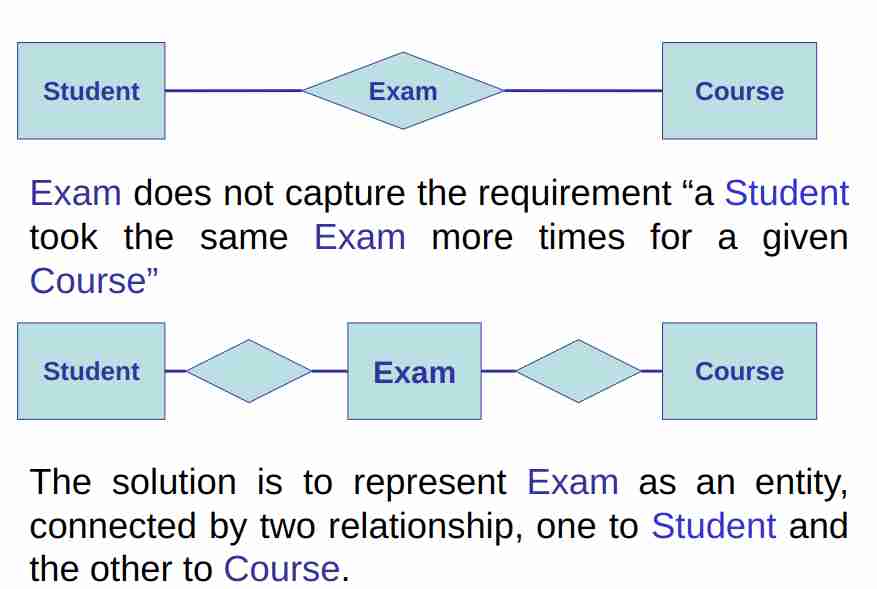 Student Exam Course
Exam does not capture the requirement “a Student
took the same Exam more times for a given
Course”
Student Exam Course
The solution is to represent Exam as an entity,
connected by two relationship, one to Student and
the other to Course.